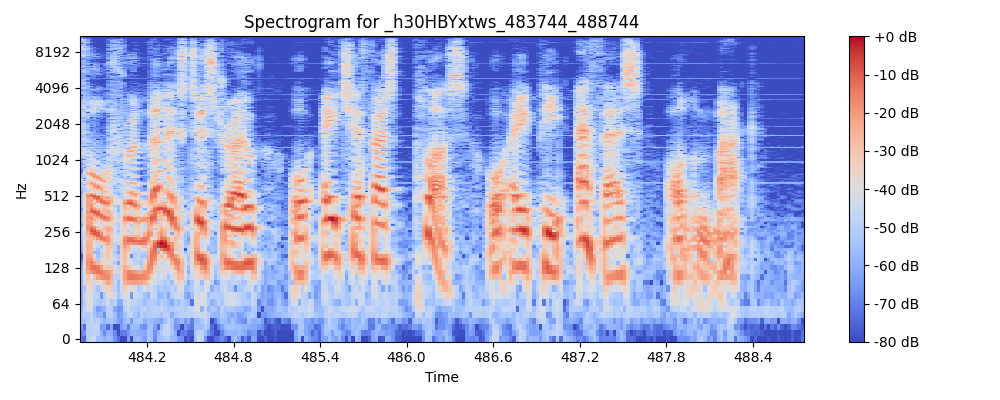 Spectrogram for _h30HBYxtws_483744_488744
8192
4096
2048
1024
512
256
128
64
0
Hz
484.2 484.8 485.4 486.0 486.6 487.2 487.8 488.4
Time
+0 dB
-10 dB
-20 dB
-30 dB
-40 dB
-50 dB
-60 dB
-70 dB
-80 dB